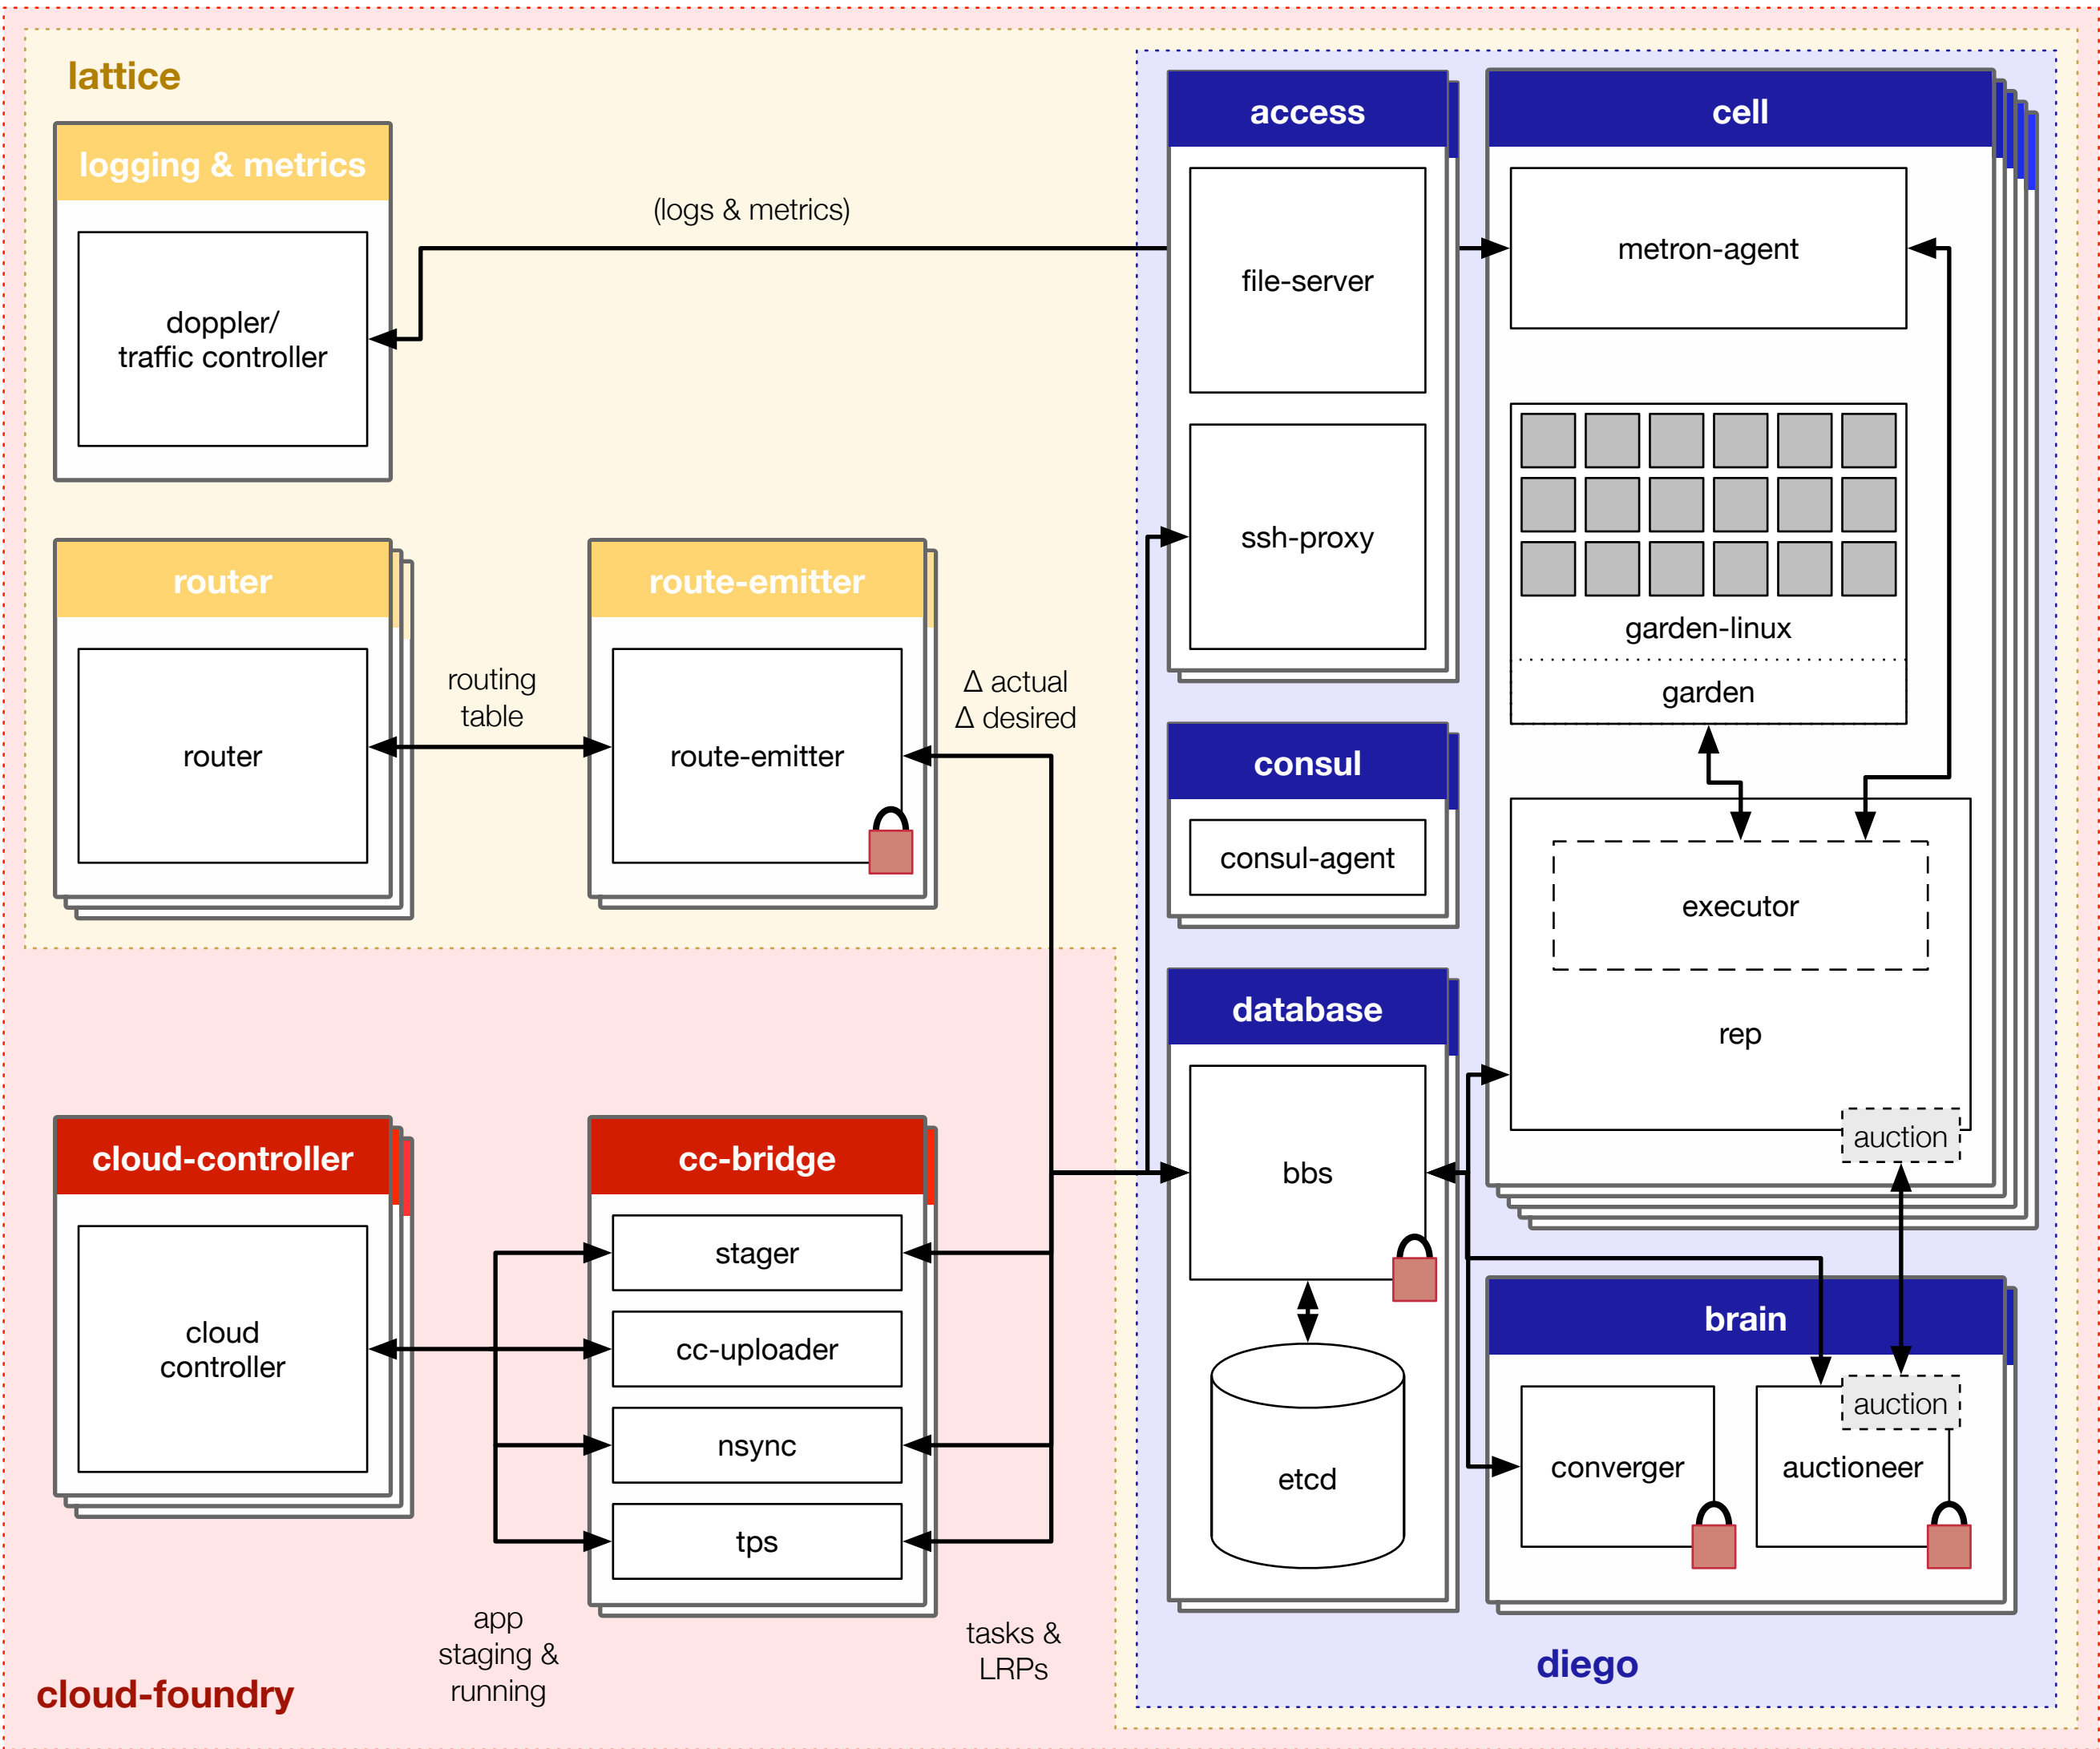 lattice
logging & metrics
doppler/
traffic controller
(logs & metrics)
router
router
routing
table
route-emitter
route-emitter
Δ actual
Δ desired
cloud-controller
cloud
controller
app
staging &
running
cc-bridge
stager
cc-uploader
nsync
tps
tasks &
LRPs
cloud-foundry
access
file-server
ssh-proxy
consul
consul-agent
database
bbs
etcd
cell
metron-agent
garden-linux
garden
executor
rep
auction
brain
auction
converger
auctioneer
diego